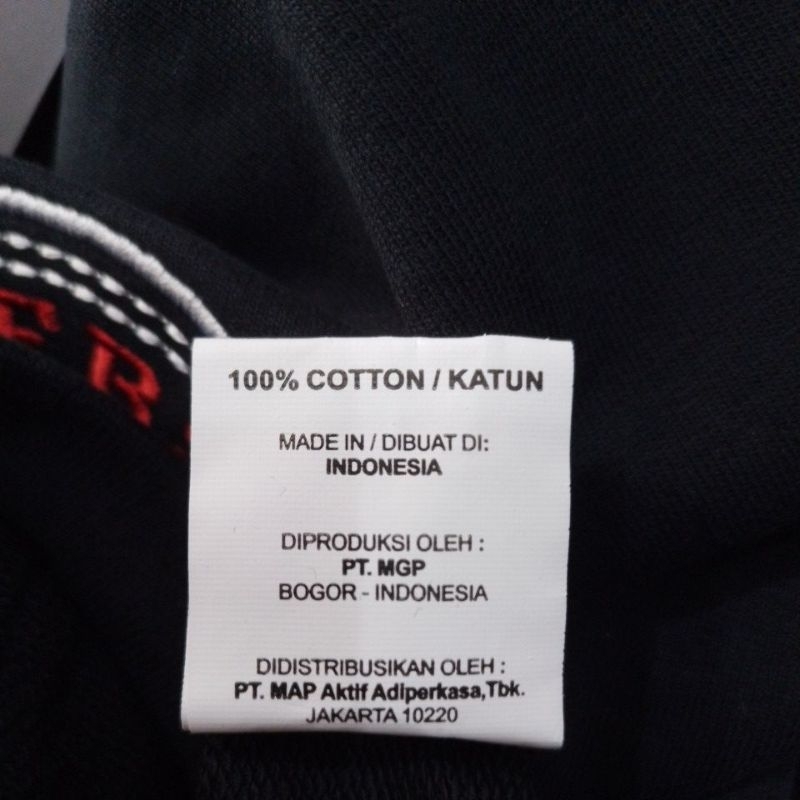 100% COTTON / KATUN
MADE IN / DIBUAT DI:
INDONESIA
DIPRODUKSI OLEH :
PT. MGP
BOGOR - INDONESIA
DIDISTRIBUSIKAN OLEH :
PT. MAP Aktif Adiperkasa,Tbk.
JAKARTA 10220